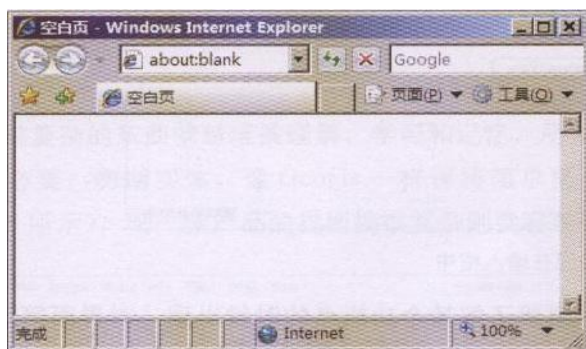 空白页 - Windows Internet Explorer
about:blank
Google
空白页
页面(P)
工具(O)
完成
Internet
100%